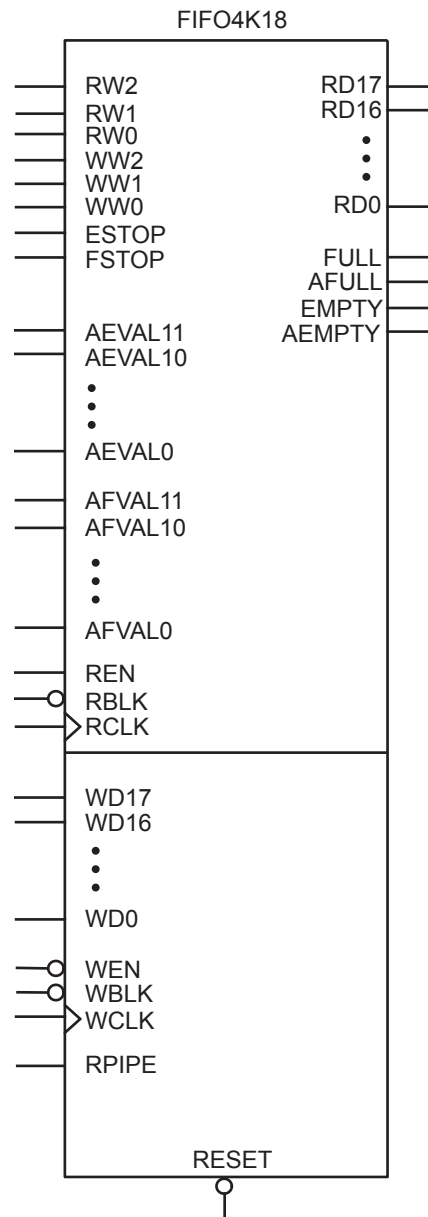 FIFO4K18
RW2
RW1
RW0
WW2
WW1
WW0
ESTOP
FSTOP
AEVAL11
AEVAL10
AEVAL0
AFVAL11
AFVAL10
AFVAL0
REN
RBLK
RCLK
RD17
RD16
RD0
FULL
AFULL
EMPTY
AEMPTY
WD17
WD16
WD0
WEN
WBLK
WCLK
RPIPE
RESET